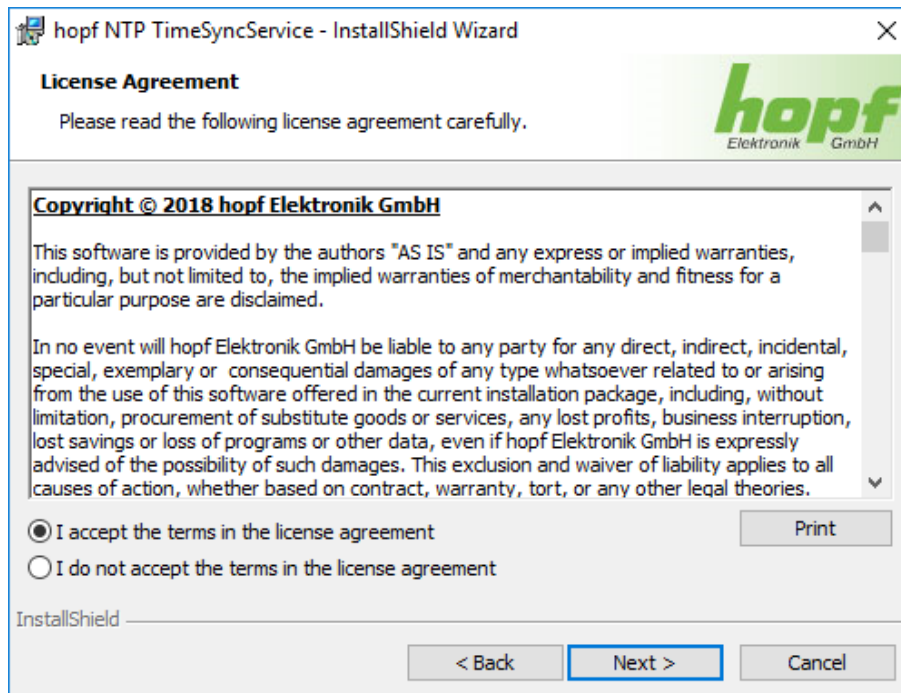 hopf NTP TimeSyncService - InstallShield Wizard
License Agreement
Please read the following license agreement carefully.
hopf
Elektronik GmbH
Copyright © 2018 hopf Elektronik GmbH
This software is provided by the authors "AS IS" and any express or implied warranties,
including, but not limited to, the implied warranties of merchantability and fitness for a
particular purpose are disclaimed.
In no event will hopf Elektronik GmbH be liable to any party for any direct, indirect, incidental,
special, exemplary or  consequential damages of any type whatsoever related to or arising
from the use of this software offered in the current installation package, including, without
limitation, procurement of substitute goods or services, any lost profits, business interruption,
lost savings or loss of programs or other data, even if hopf Elektronik GmbH is expressly
advised of the possibility of such damages. This exclusion and waiver of liability applies to all
causes of action, whether based on contract, warranty, tort, or any other legal theories.
I accept the terms in the license agreement
Print
I do not accept the terms in the license agreement
InstallShield
< Back
Next >
Cancel